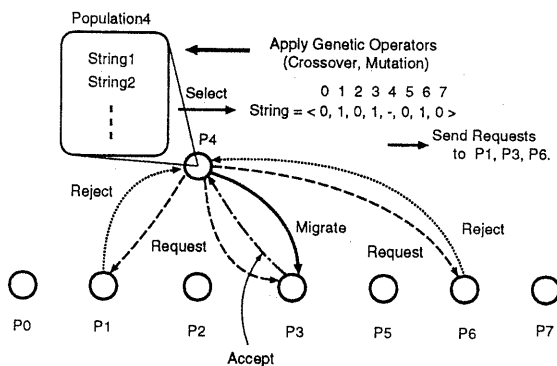 Population4
String1
String2
Apply Genetic Operators
(Crossover, Mutation)
Select
0 1 2 3 4 5 6 7
String = < 0, 1, 0, 1, -, 0, 1, 0>
Send Requests
to P1, P3, P6.
P4
Reject
Request
Migrate
Request
Reject
P0
P1
P2
P3
P5
P6
P7
Accept